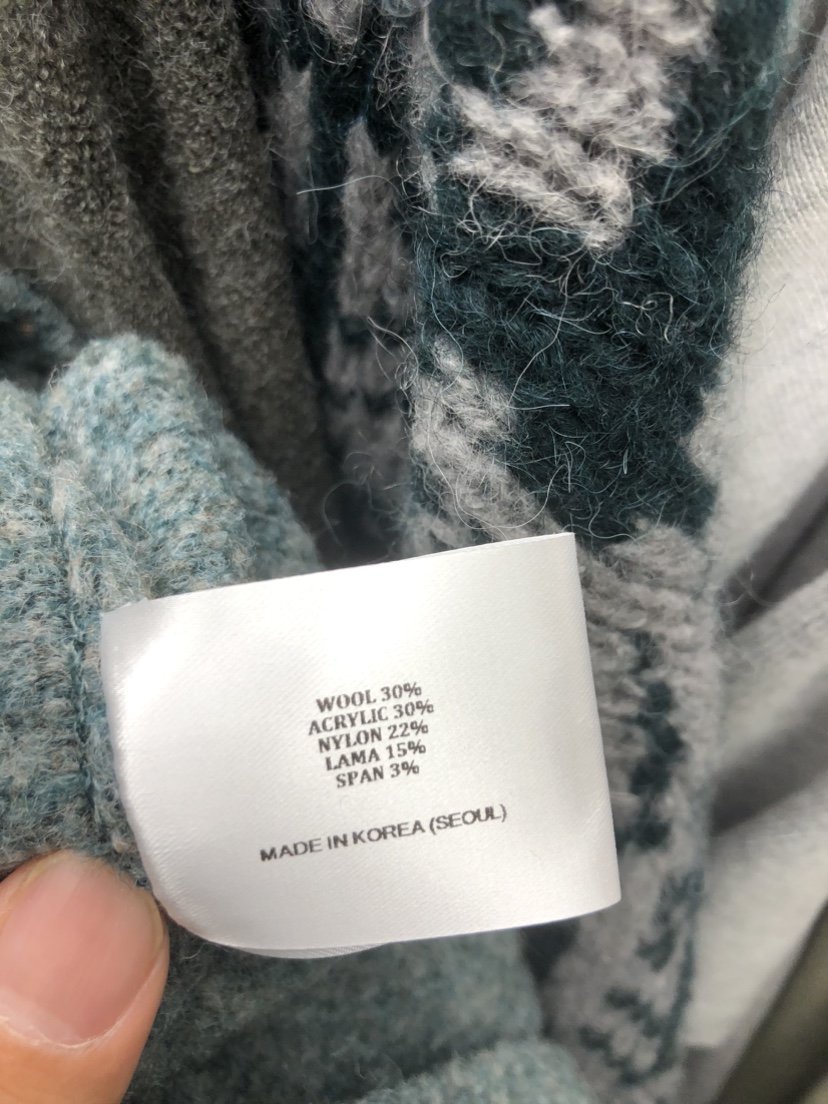 WOOL 30%
ACRYLIC 30%
NYLON 22%
LAMA 15%
SPAN 3%
MADE IN KOREA (SEOUL)